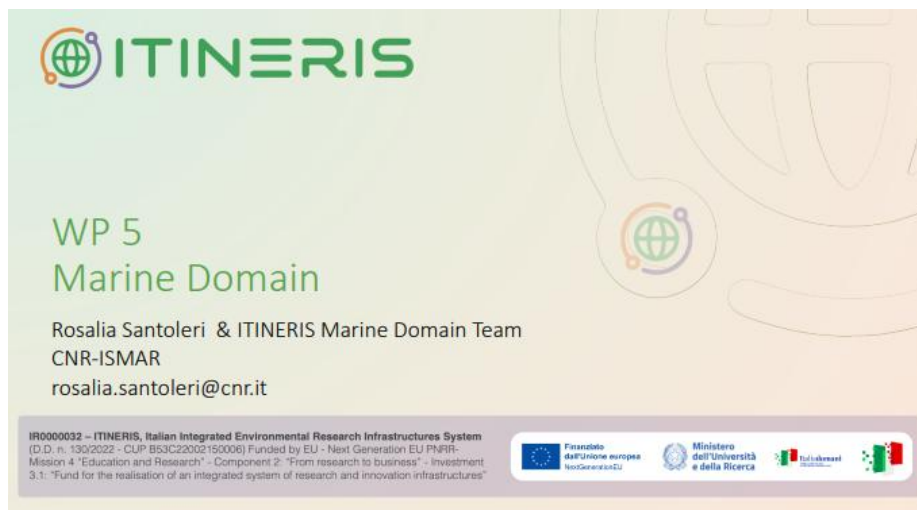 ITINERIS
WP 5
Marine Domain
Rosalia Santoleri & ITINERIS Marine Domain Team
CNR-ISMAR
rosalia.santoleri@cnr.it
IR0000032 – ITINERIS, Italian Integrated Environmental Research Infrastructures System
(D.D. n. 130/2022 - CUP B53C22002150006) Funded by EU - Next Generation EU PNRR-
Mission 4 "Education and Research" - Component 2: "From research to business" - Investment
3.1: "Fund for the realisation of an integrated system of research and innovation infrastructures"
Finanziato
dall'Unione europea
NextGenerationEU
Ministero
dell'Università
e della Ricerca
Italiadomani